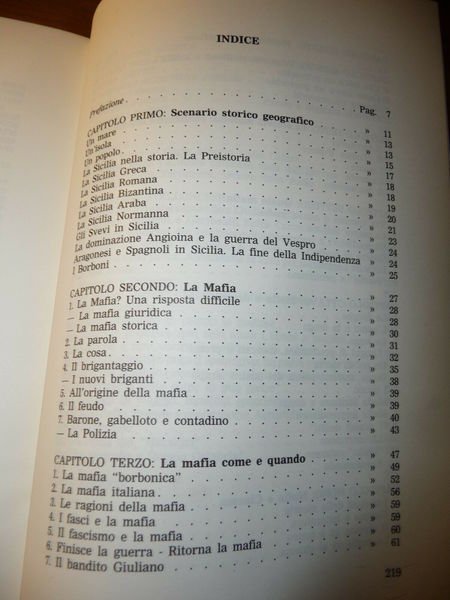 INDICE
Prefazione Pag. 7
CAPITOLO PRIMO: Scenario storico geografico » 11
Un mare » 13
Un'isola » 13
Un popolo » 15
La Sicilia nella storia. La Preistoria » 17
La Sicilia Greca » 18
La Sicilia Romana » 18
La Sicilia Bizantina » 19
La Sicilia Araba » 20
La Sicilia Normanna » 21
Gli Svevi in Sicilia » 23
La dominazione Angioina e la guerra del Vespro » 24
Aragonesi e Spagnoli in Sicilia. La fine della Indipendenza » 24
I Borboni » 25
CAPITOLO SECONDO: La Mafia » 27
1. La Mafia? Una risposta difficile » 28
— La mafia giuridica » 28
— La mafia storica » 30
2. La parola » 31
3. La cosa » 32
4. Il brigantaggio » 35
— I nuovi briganti » 38
5. All'origine della mafia » 39
6. Il feudo » 39
7. Barone, gabelloto e contadino » 40
— La Polizia » 43
CAPITOLO TERZO: La mafia come e quando » 47
1. La mafia "borbonica" » 49
2. La mafia italiana » 52
3. Le ragioni della mafia » 56
4. I fasci e la mafia » 59
5. Il fascismo e la mafia » 59
6. Finisce la guerra - Ritorna la mafia » 60
7. Il bandito Giuliano » 61
219